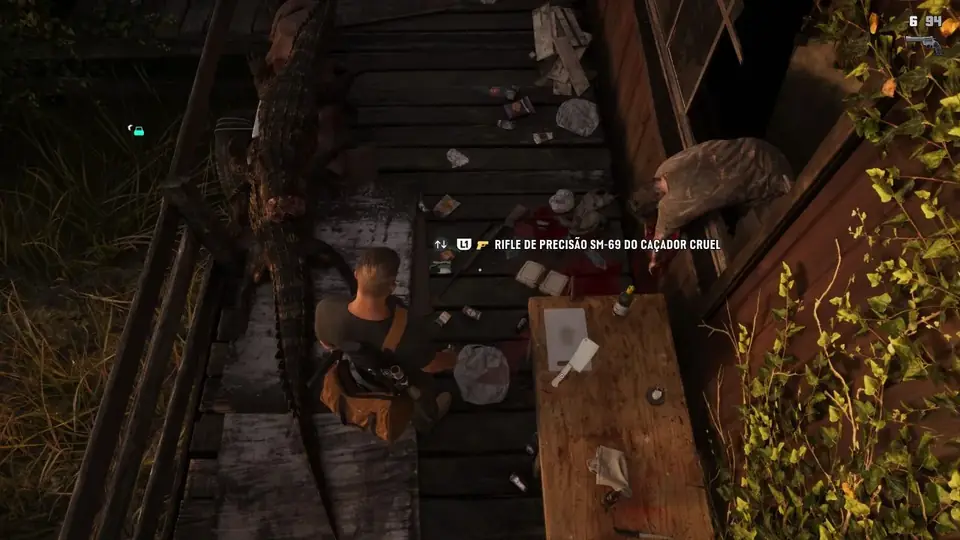 6 94
↑↓ L1 RIFLE DE PRECISÃO SM-69 DO CAÇADOR CRUEL